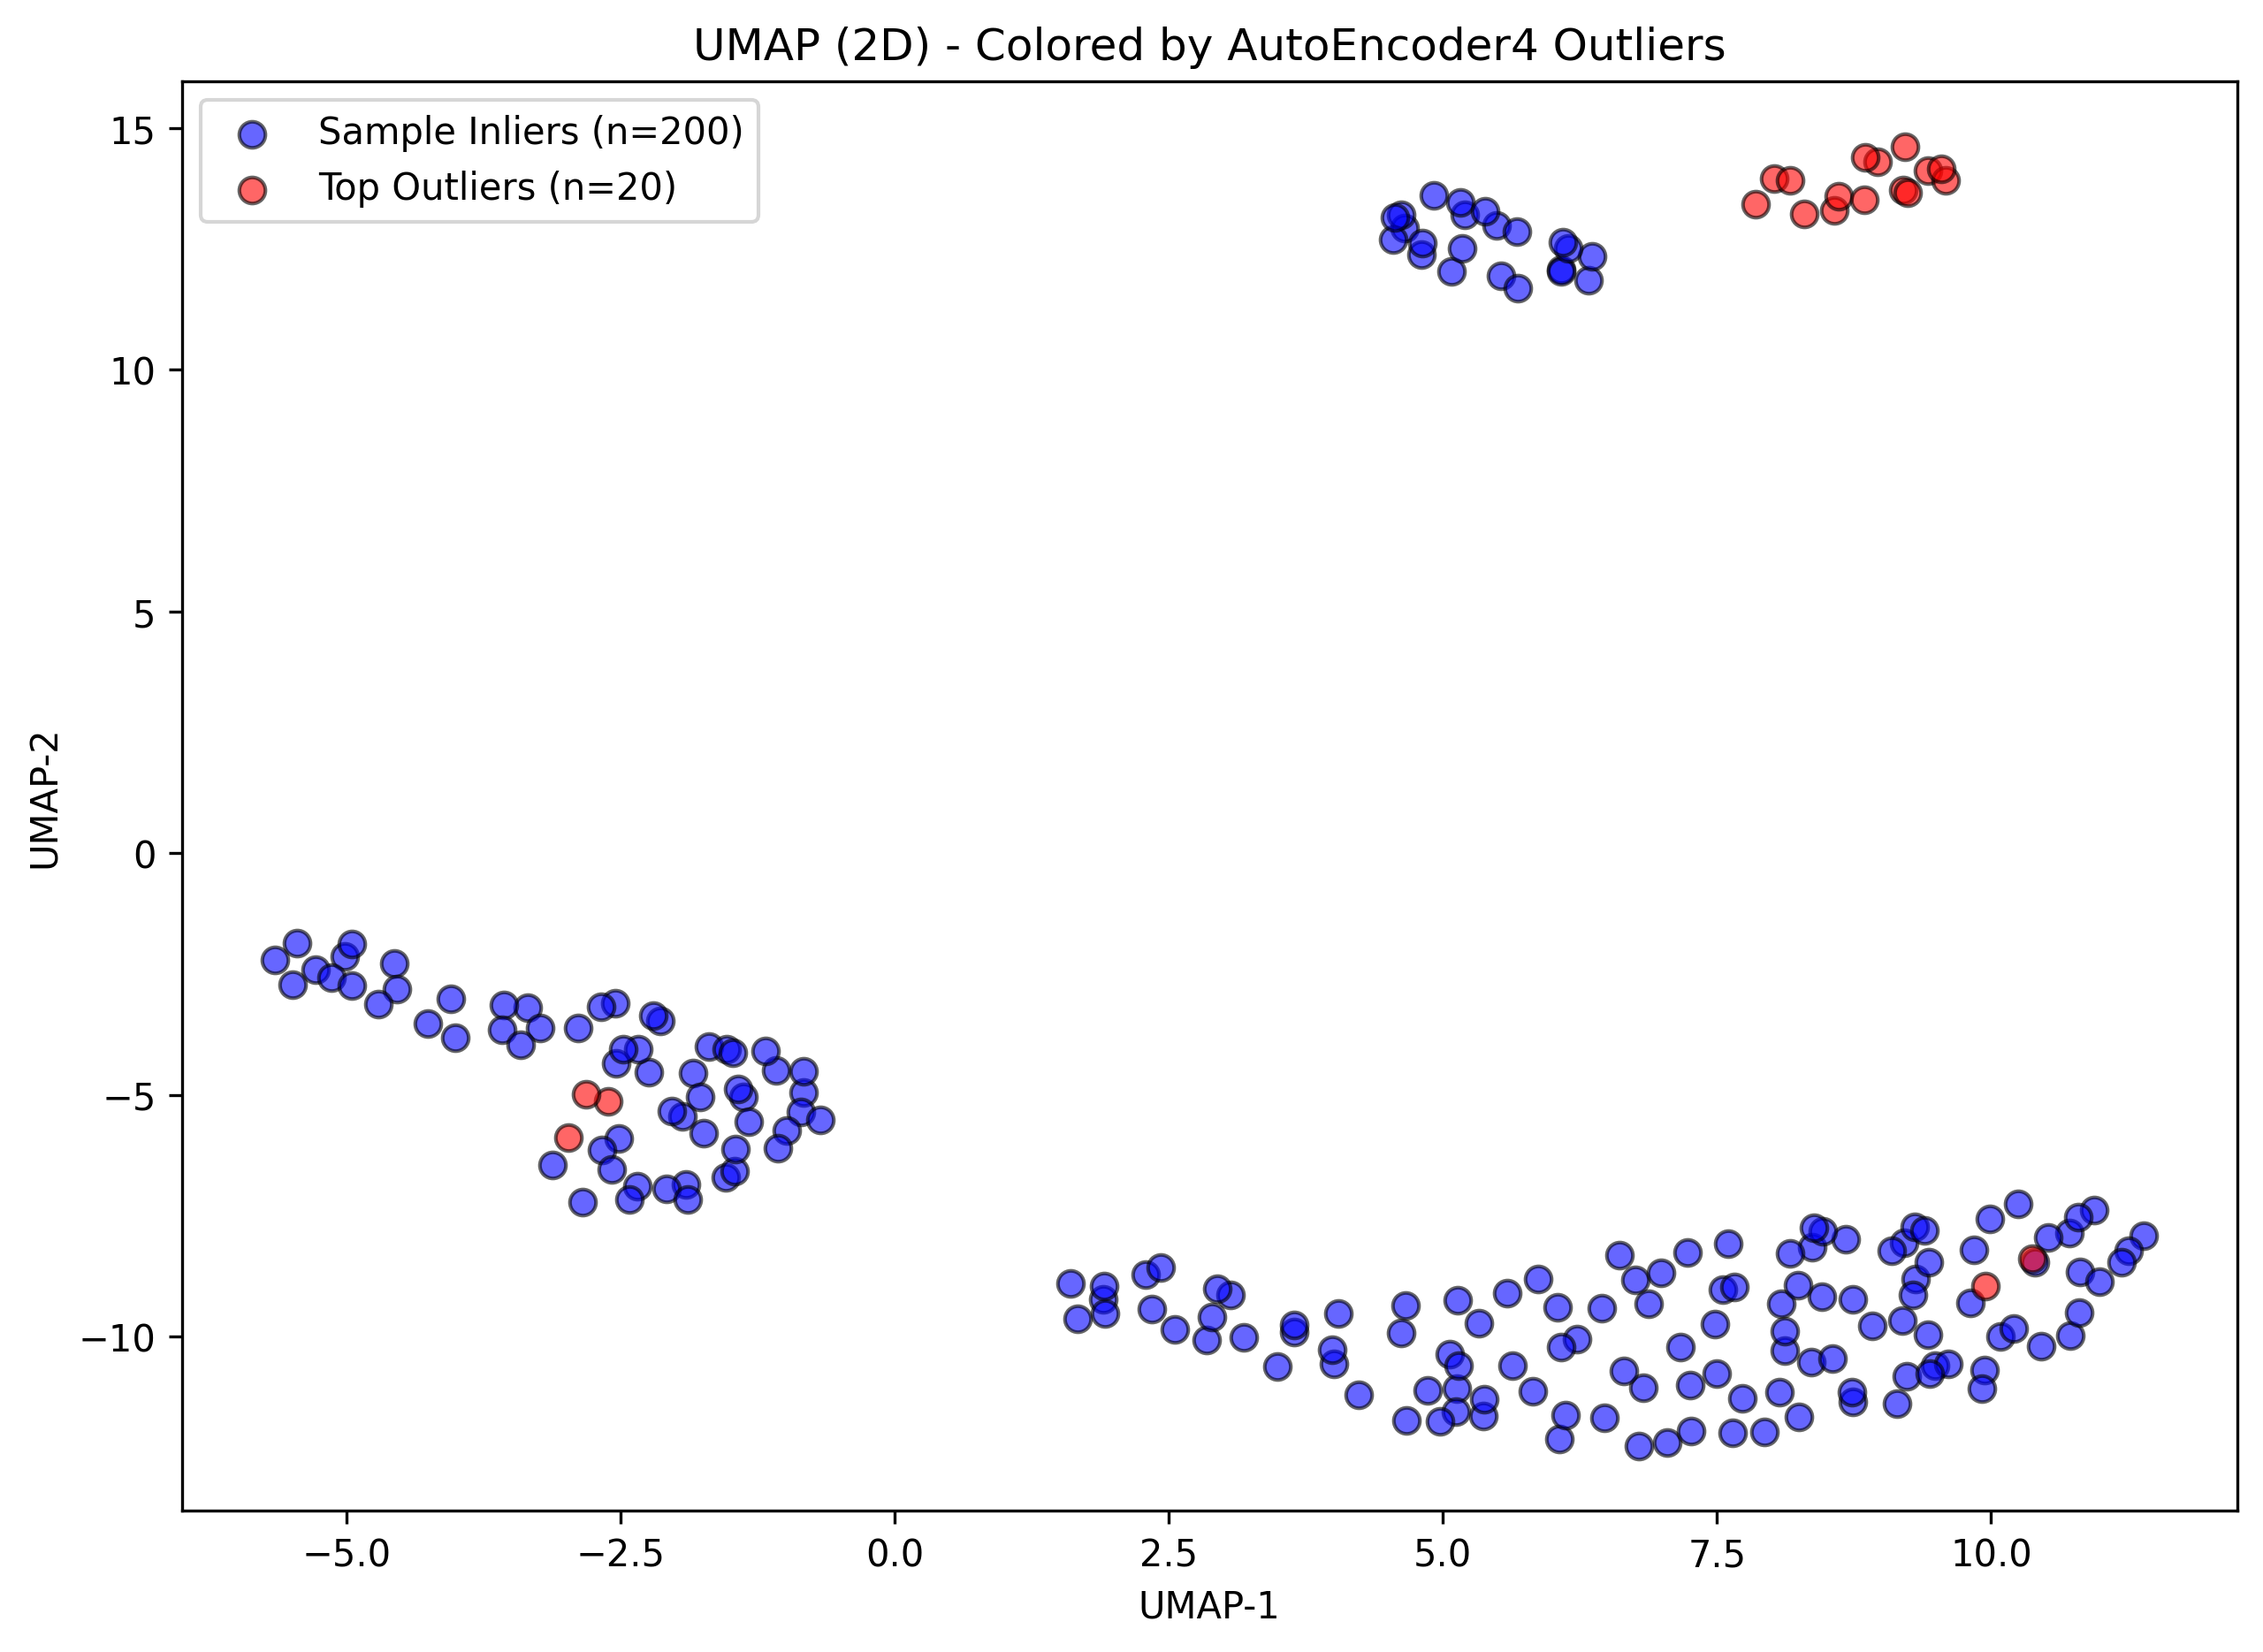 UMAP (2D) - Colored by AutoEncoder4 Outliers
Sample Inliers (n=200)
Top Outliers (n=20)
15
10
5
0
−5
−10
UMAP-2
−5.0
−2.5
0.0
2.5
5.0
7.5
10.0
UMAP-1